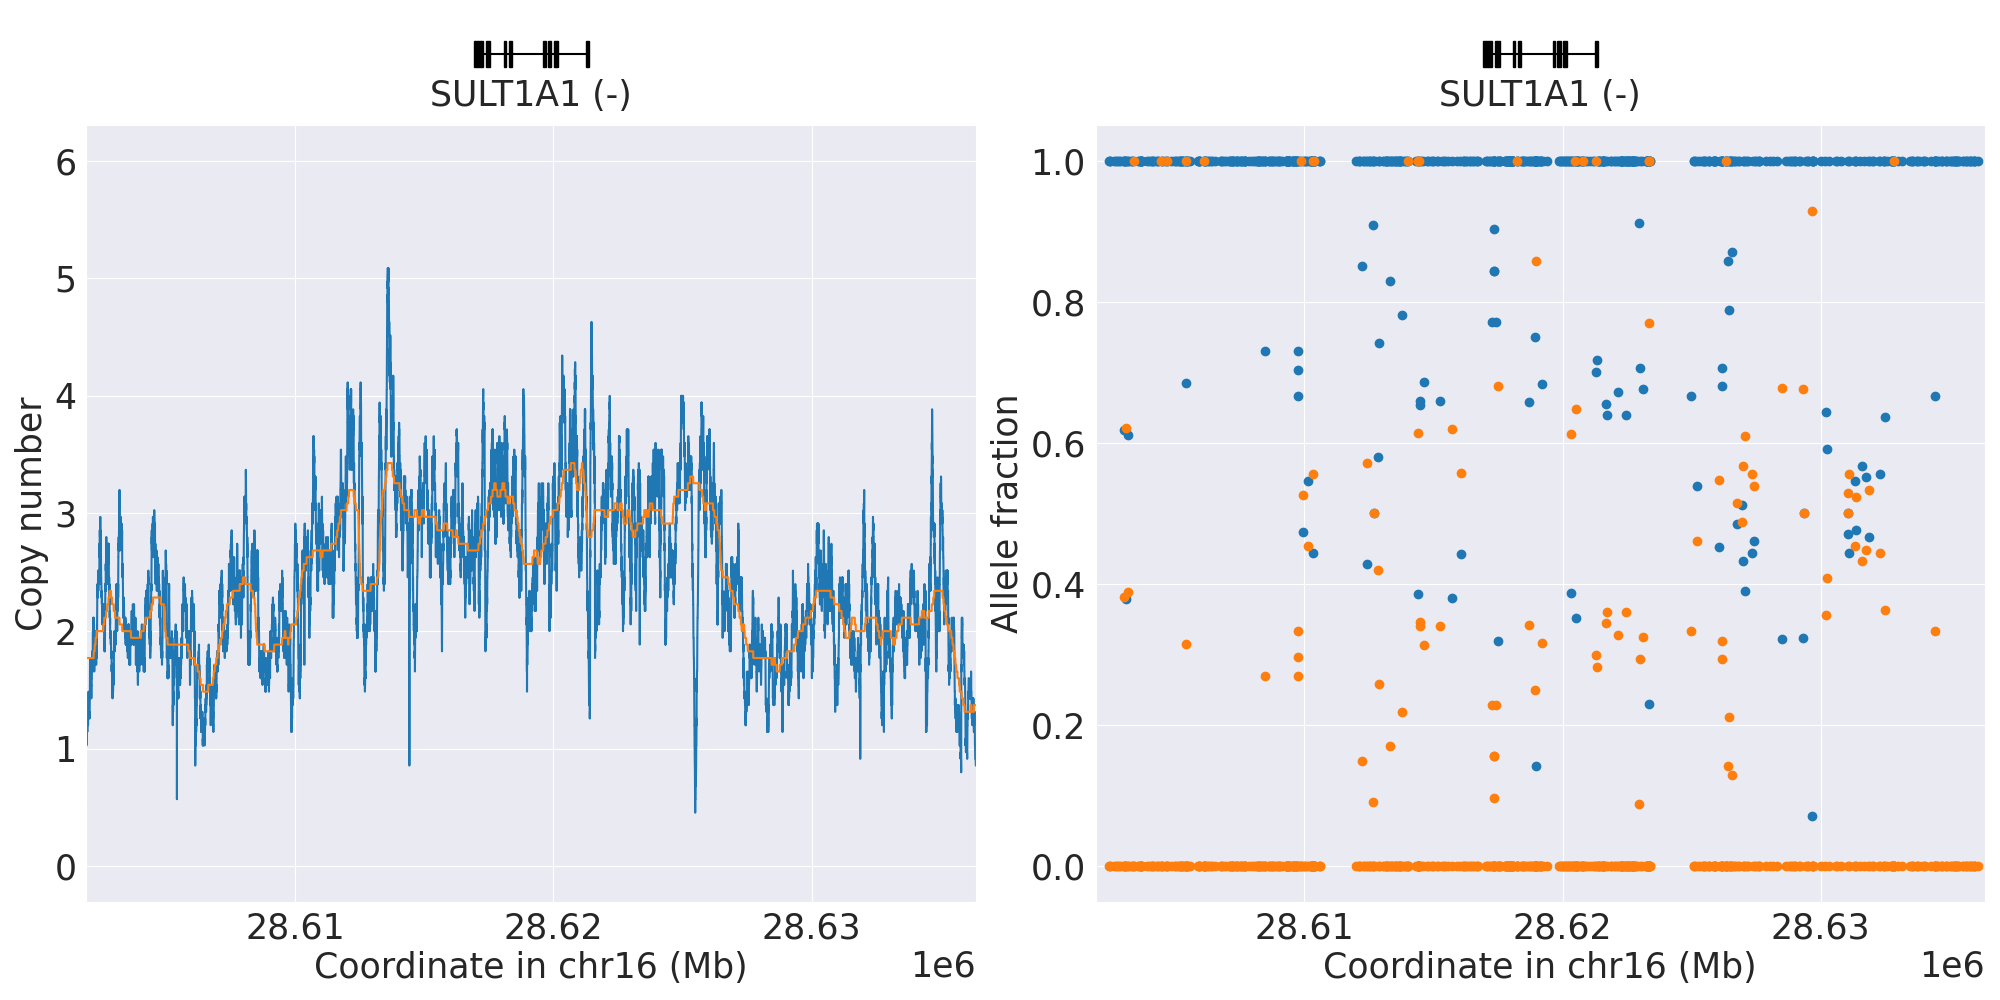 SULT1A1 (-)
Copy number
6
5
4
3
2
1
0
28.61
28.62
28.63
Coordinate in chr16 (Mb)
1e6
SULT1A1 (-)
Allele fraction
1.0
0.8
0.6
0.4
0.2
0.0
28.61
28.62
28.63
Coordinate in chr16 (Mb)
1e6